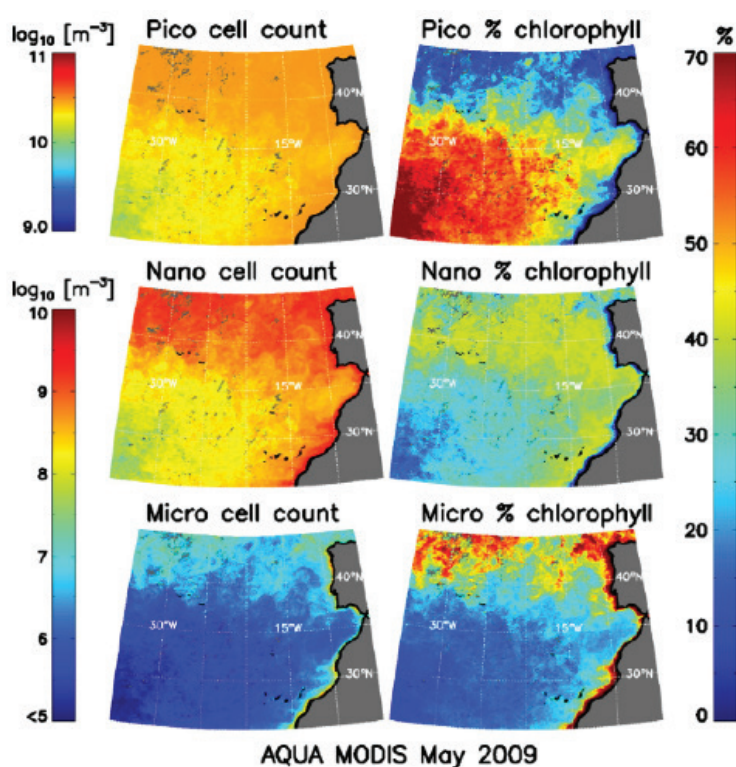 log₁₀ [m⁻³] Pico cell count Pico % chlorophyll %
11
10
9.0
40°N
30°W
15°W
30°N
40°N
30°W
15°W
30°N
70
60
50
40
30
20
10
0
log₁₀ [m⁻³] Nano cell count Nano % chlorophyll
10
9
8
7
6
<5
40°N
30°W
15°W
30°N
40°N
30°W
15°W
30°N
Micro cell count Micro % chlorophyll
40°N
30°W
15°W
30°N
40°N
30°W
15°W
30°N
AQUA MODIS May 2009